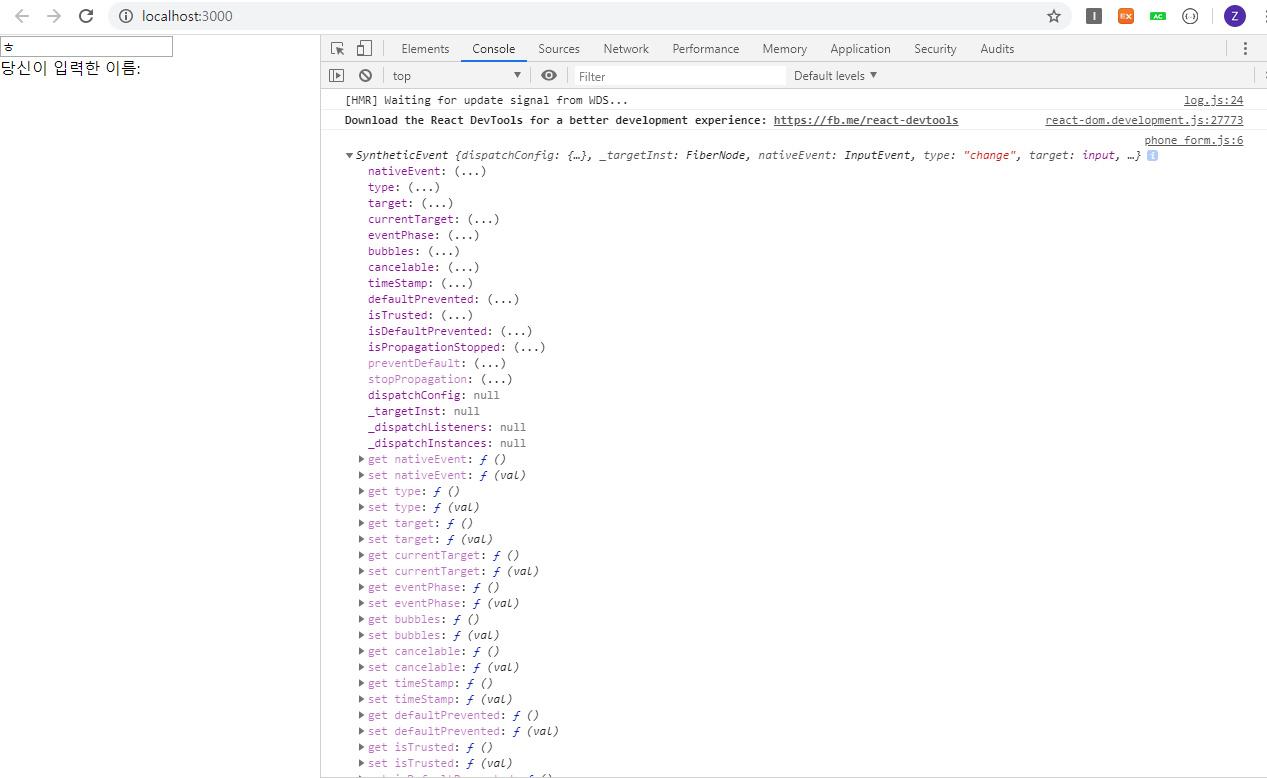 localhost:3000
I EX AC {··} Z
ㅎ
당신이 입력한 이름:
Elements Console Sources Network Performance Memory Application Security Audits
top Filter Default levels ▼
[HMR] Waiting for update signal from WDS... log.js:24
Download the React DevTools for a better development experience: https://fb.me/react-devtools react-dom.development.js:27773
phone form.js:6
SyntheticEvent {dispatchConfig: {…}, _targetInst: FiberNode, nativeEvent: InputEvent, type: "change", target: input, …} i
nativeEvent: (...)
type: (...)
target: (...)
currentTarget: (...)
eventPhase: (...)
bubbles: (...)
cancelable: (...)
timeStamp: (...)
defaultPrevented: (...)
isTrusted: (...)
isDefaultPrevented: (...)
isPropagationStopped: (...)
preventDefault: (...)
stopPropagation: (...)
dispatchConfig: null
_targetInst: null
_dispatchListeners: null
_dispatchInstances: null
get nativeEvent: ƒ ()
set nativeEvent: ƒ (val)
get type: ƒ ()
set type: ƒ (val)
get target: ƒ ()
set target: ƒ (val)
get currentTarget: ƒ ()
set currentTarget: ƒ (val)
get eventPhase: ƒ ()
set eventPhase: ƒ (val)
get bubbles: ƒ ()
set bubbles: ƒ (val)
get cancelable: ƒ ()
set cancelable: ƒ (val)
get timeStamp: ƒ ()
set timeStamp: ƒ (val)
get defaultPrevented: ƒ ()
set defaultPrevented: ƒ (val)
get isTrusted: ƒ ()
set isTrusted: ƒ (val)